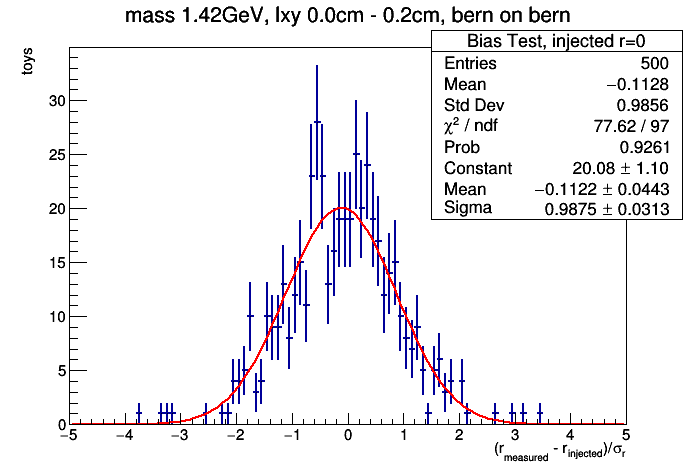 mass 1.42GeV, lxy 0.0cm - 0.2cm, bern on bern
Bias Test, injected r=0
Entries 500
Mean −0.1128
Std Dev 0.9856
χ² / ndf 77.62 / 97
Prob 0.9261
Constant 20.08 ± 1.10
Mean −0.1122 ± 0.0443
Sigma 0.9875 ± 0.0313
toys
30
25
20
15
10
5
0
−5 −4 −3 −2 −1 0 1 2 3 4 5
(r_measured - r_injected)/σ_r